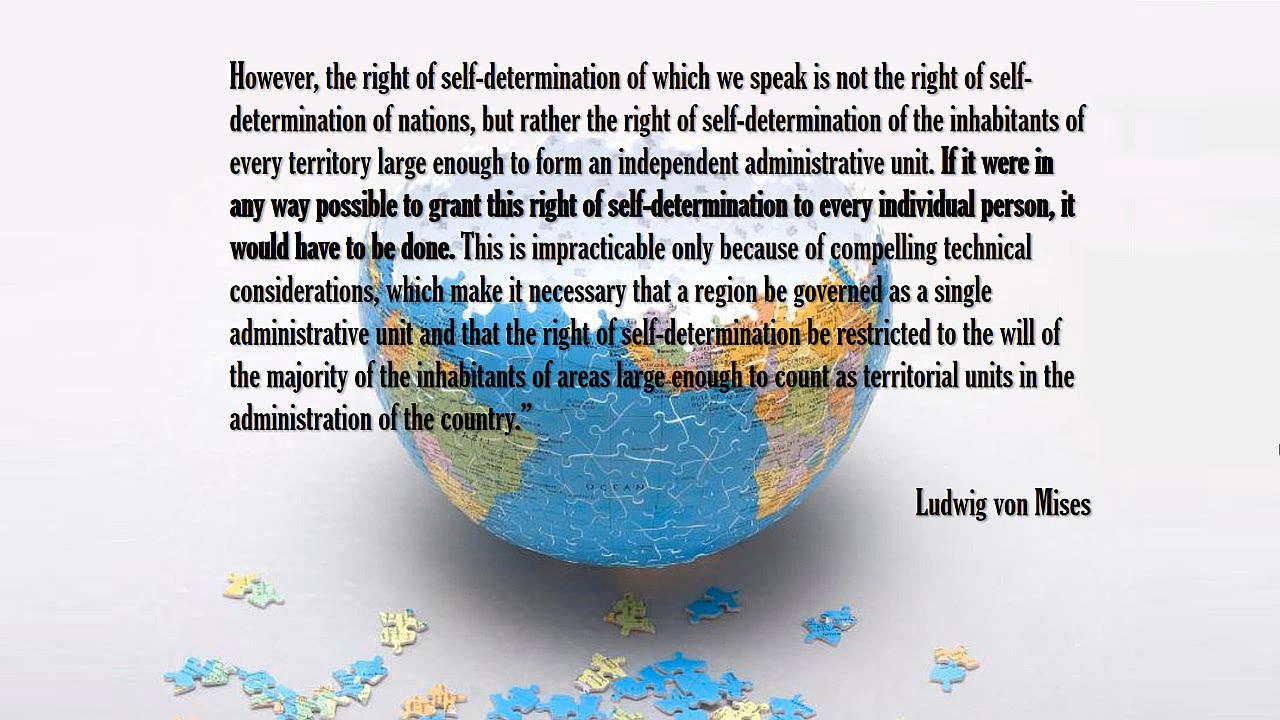 However, the right of self-determination of which we speak is not the right of self-
determination of nations, but rather the right of self-determination of the inhabitants of
every territory large enough to form an independent administrative unit. If it were in
any way possible to grant this right of self-determination to every individual person, it
would have to be done. This is impracticable only because of compelling technical
considerations, which make it necessary that a region be governed as a single
administrative unit and that the right of self-determination be restricted to the will of
the majority of the inhabitants of areas large enough to count as territorial units in the
administration of the country.”
OCEAN
Ludwig von Mises